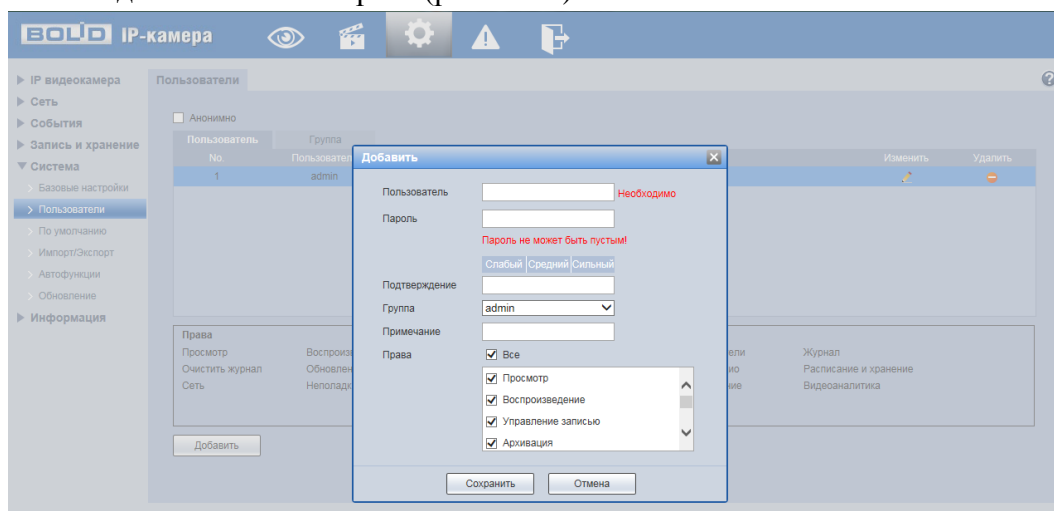 BOLID IP-камера
IP видеокамера
Сеть
События
Запись и хранение
Система
Базовые настройки
Пользователи
По умолчанию
Импорт/Экспорт
Автофункции
Обновление
Информация
Пользователи
Анонимно
Пользователь Группа
No. Изменить Удалить
1 admin
Права
Просмотр Журнал
Очистить журнал Расписание и хранение
Сеть Видеоаналитика
Добавить
Добавить
Пользователь Необходимо
Пароль
Пароль не может быть пустым!
Слабый Средний Сильный
Подтверждение
Группа admin
Примечание
Права Все
Просмотр
Воспроизведение
Управление записью
Архивация
Сохранить Отмена